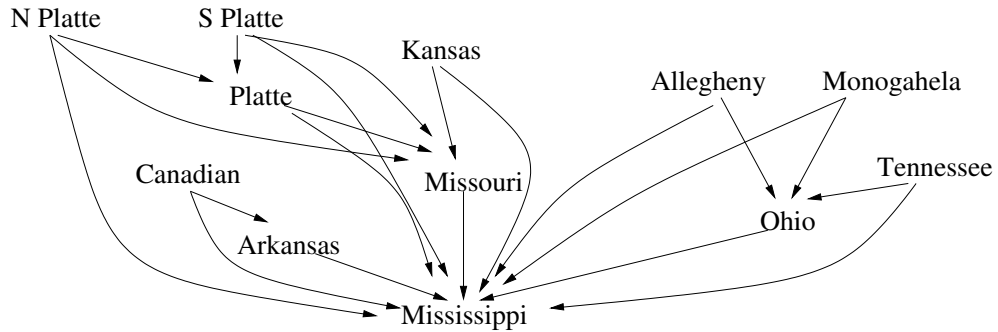 N Platte
S Platte
Kansas
Allegheny
Monogahela
Platte
Canadian
Missouri
Tennessee
Ohio
Arkansas
Mississippi